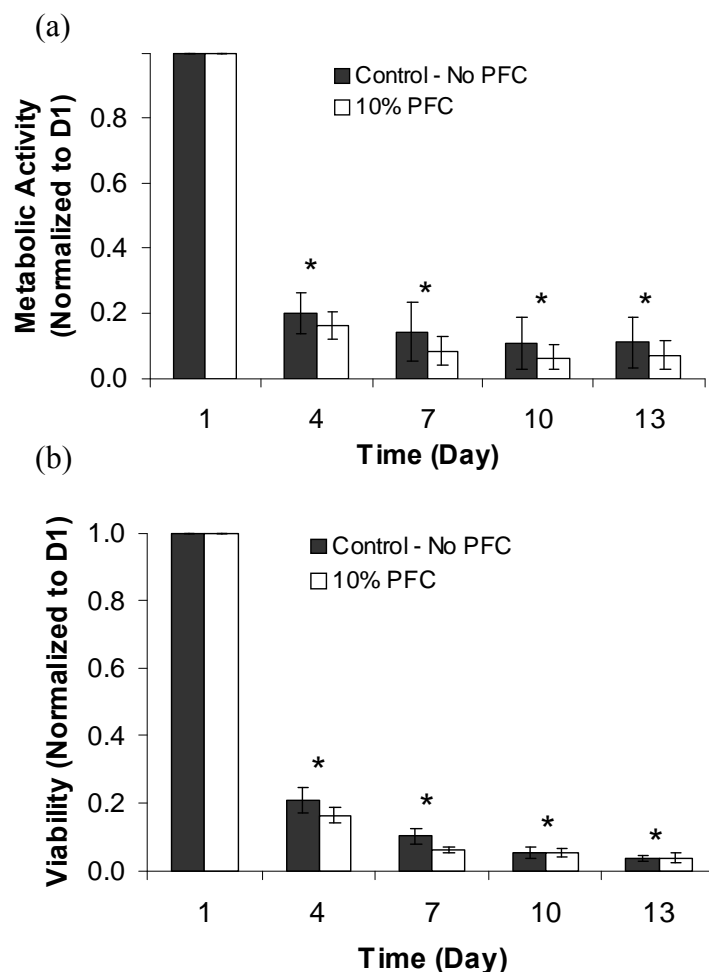 (a)
Metabolic Activity
(Normalized to D1)
0.8
0.6
0.4
0.2
0.0
Control - No PFC
10% PFC
* * * *
1 4 7 10 13
Time (Day)
(b)
Viability (Normalized to D1)
1.0
0.8
0.6
0.4
0.2
0.0
Control - No PFC
10% PFC
* * * *
1 4 7 10 13
Time (Day)